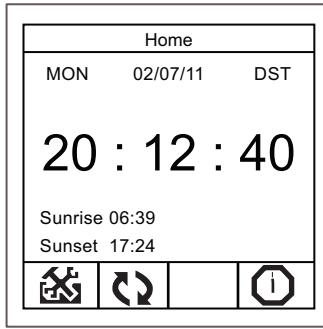 Home
MON 02/07/11 DST
20 : 12 : 40
Sunrise 06:39
Sunset 17:24
i